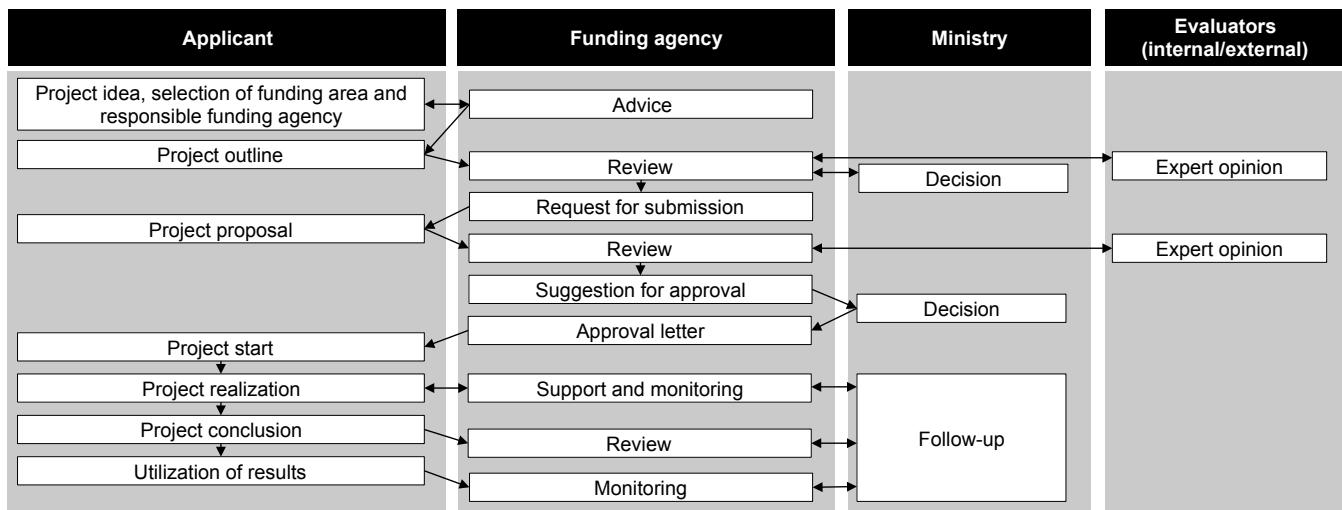 Applicant
Funding agency
Ministry
Evaluators
(internal/external)
Project idea, selection of funding area and
responsible funding agency
Advice
Project outline
Review
Expert opinion
Decision
Request for submission
Project proposal
Review
Expert opinion
Suggestion for approval
Decision
Approval letter
Project start
Project realization
Support and monitoring
Project conclusion
Review
Follow-up
Utilization of results
Monitoring